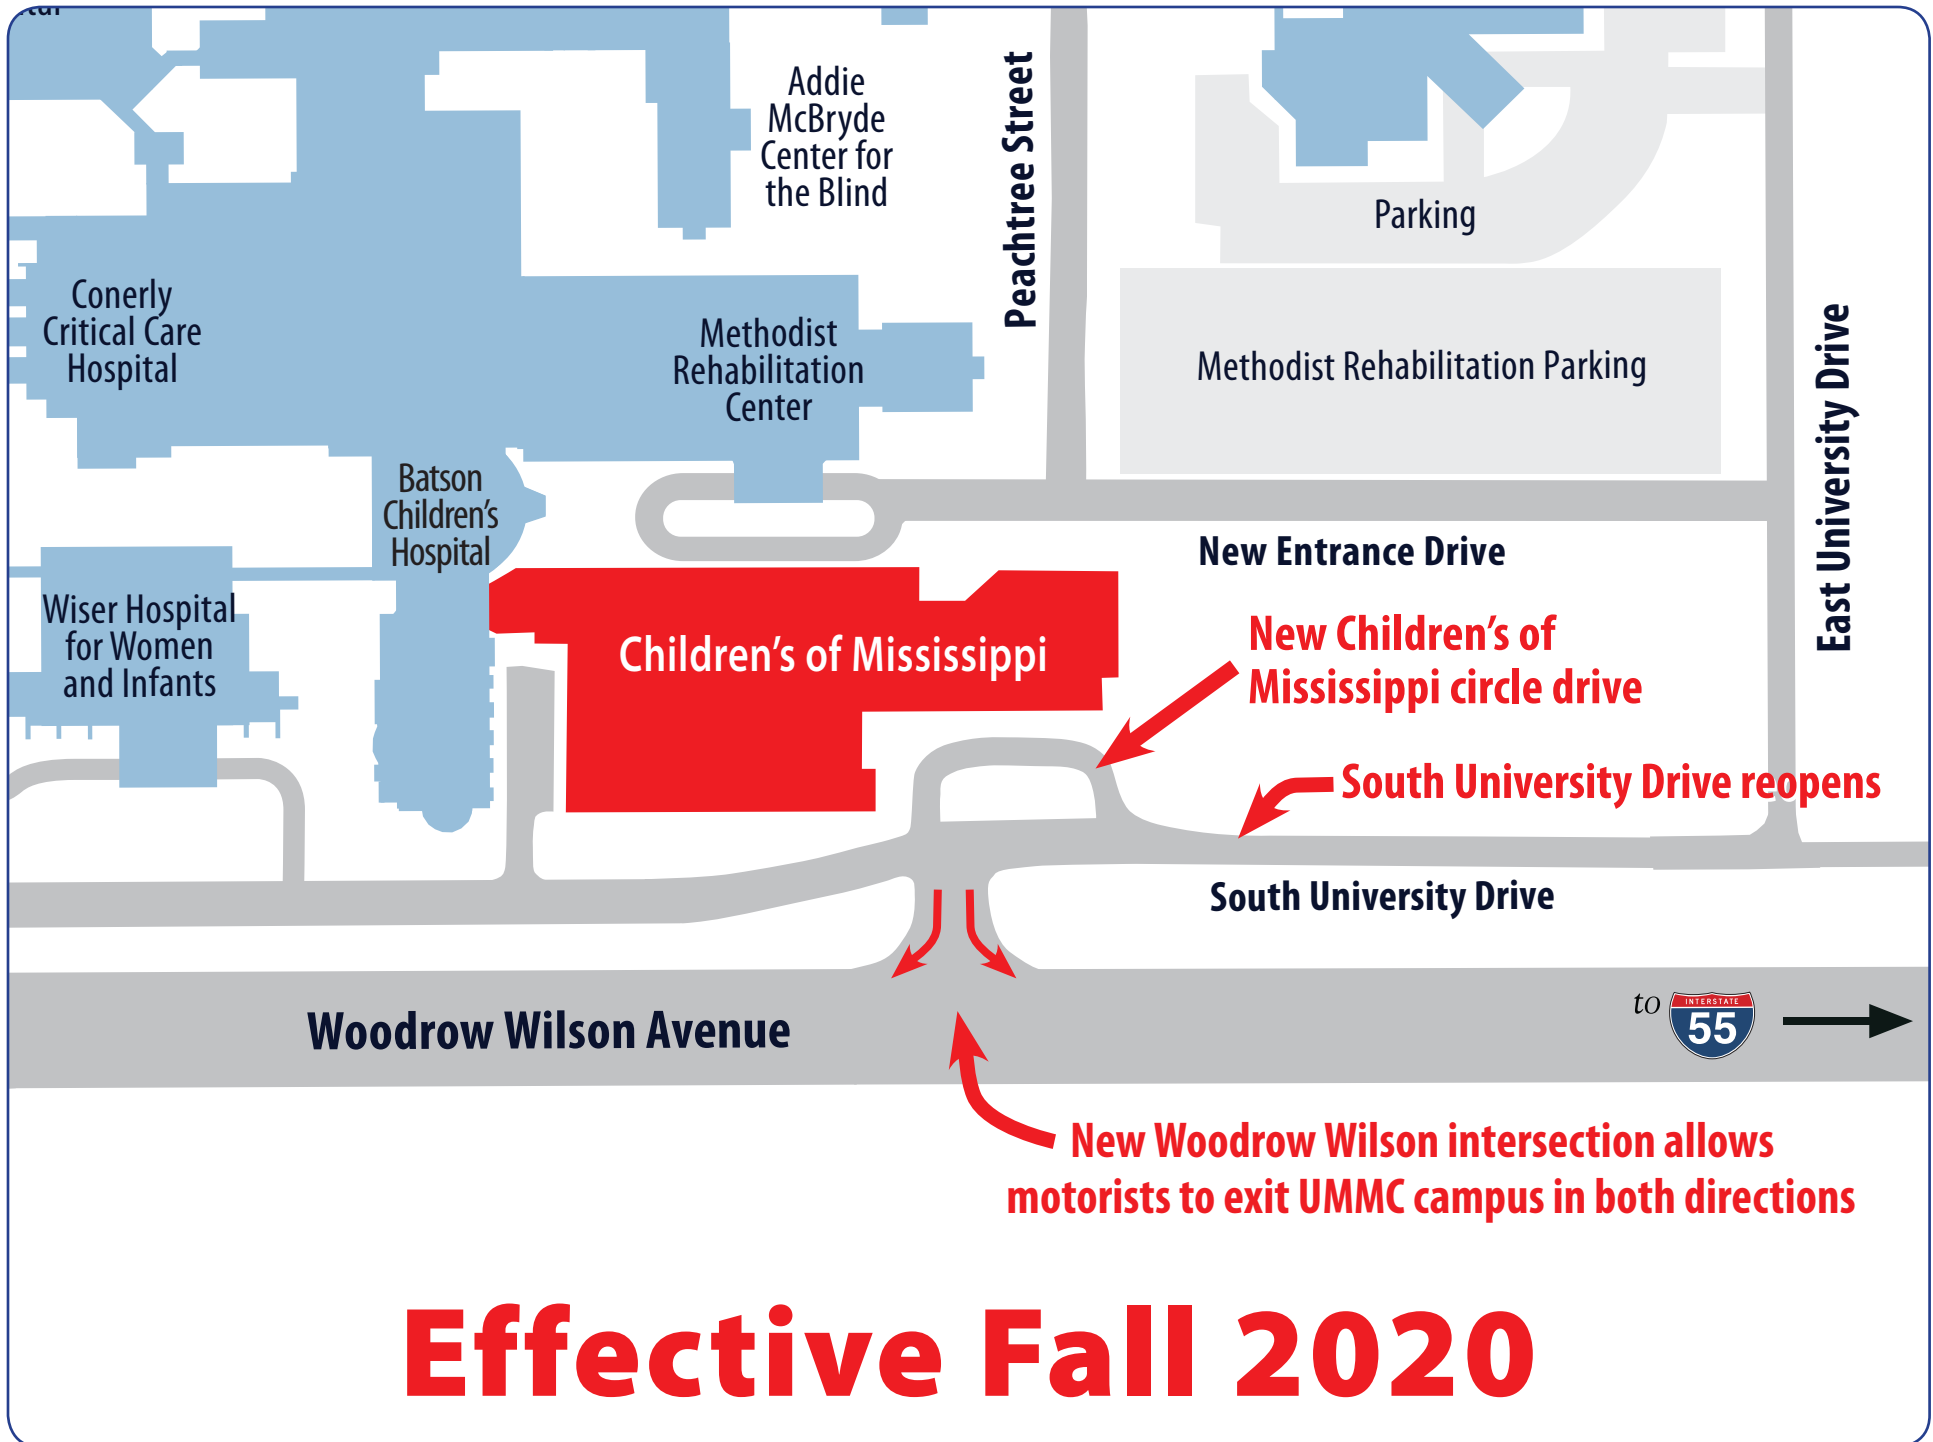 Addie
McBryde
Center for
the Blind
Peachtree Street
Parking
Conerly
Critical Care
Hospital
Methodist
Rehabilitation
Center
Methodist Rehabilitation Parking
East University Drive
Batson
Children's
Hospital
New Entrance Drive
Wiser Hospital
for Women
and Infants
Children's of Mississippi
New Children's of
Mississippi circle drive
South University Drive reopens
South University Drive
Woodrow Wilson Avenue
to
INTERSTATE
55
New Woodrow Wilson intersection allows
motorists to exit UMMC campus in both directions
Effective Fall 2020